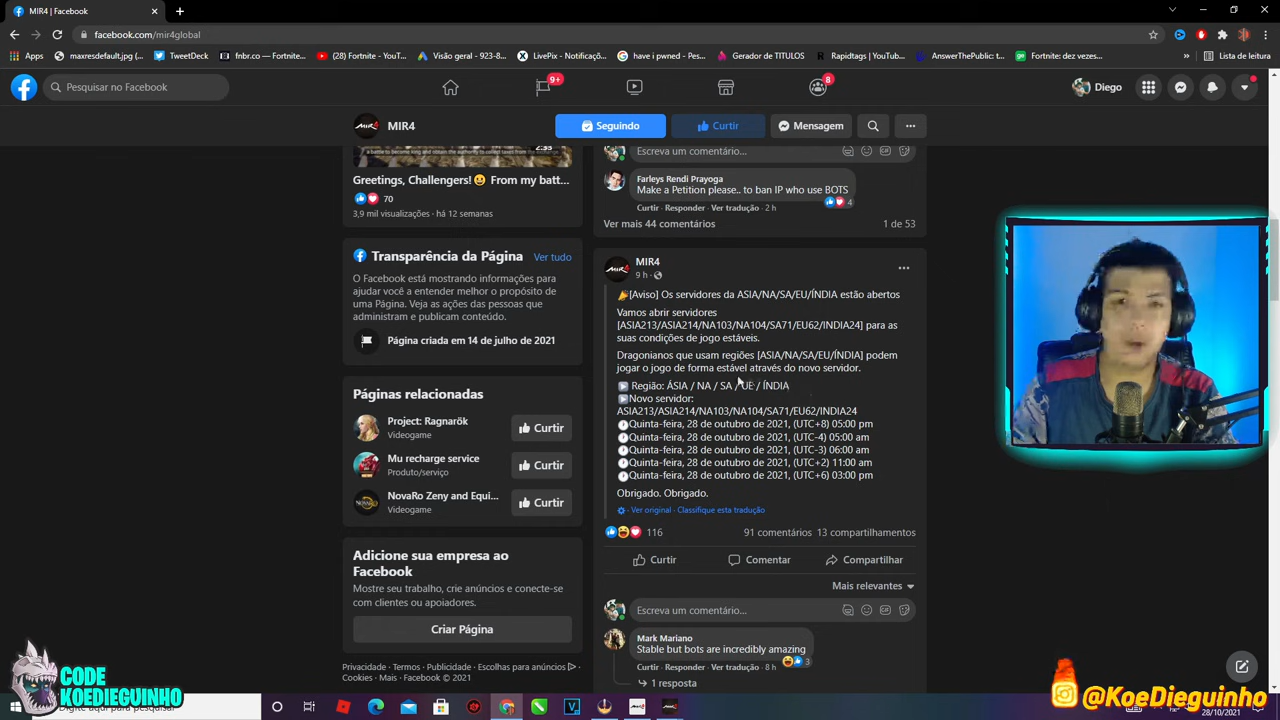 MIR4 | Facebook
facebook.com/mir4global
Apps
maxresdefault.jpg (...
TweetDeck
fnbr.co — Fortnite...
(28) Fortnite - YouT...
Visão geral - 923-8...
LivePix - Notificaçõ...
have i pwned - Pes...
Gerador de TITULOS
Rapidtags | YouTub...
AnswerThePublic: t...
Fortnite: dez vezes...
Lista de leitura
Pesquisar no Facebook
9+
8
Diego
MIR4
Seguindo
Curtir
Mensagem
2:35
Greetings, Challengers! From my batt...
70
3,9 mil visualizações · há 12 semanas
Transparência da Página
Ver tudo
O Facebook está mostrando informações para
ajudar você a entender melhor o propósito de
uma Página. Veja as ações das pessoas que
administram e publicam conteúdo.
Página criada em 14 de julho de 2021
Páginas relacionadas
Project: Ragnarök
Videogame
Curtir
Mu recharge service
Produto/serviço
Curtir
NovaRo Zeny and Equi...
Videogame
Curtir
Adicione sua empresa ao
Facebook
Mostre seu trabalho, crie anúncios e conecte-se
com clientes ou apoiadores.
Criar Página
Privacidade · Termos · Publicidade · Escolhas para anúncios
Cookies · Mais · Facebook © 2021
Escreva um comentário...
Farleys Rendi Prayoga
Make a Petition please.. to ban IP who use BOTS
4
Curtir · Responder · Ver tradução · 2 h
Ver mais 44 comentários
1 de 53
MIR4
9 h ·
[Aviso] Os servidores da ASIA/NA/SA/EU/ÍNDIA estão abertos
Vamos abrir servidores
[ASIA213/ASIA214/NA103/NA104/SA71/EU62/INDIA24] para as
suas condições de jogo estáveis.
Dragonianos que usam regiões [ASIA/NA/SA/EU/ÍNDIA] podem
jogar o jogo de forma estável através do novo servidor.
Região: ÁSIA / NA / SA / UE / ÍNDIA
Novo servidor:
ASIA213/ASIA214/NA103/NA104/SA71/EU62/INDIA24
Quinta-feira, 28 de outubro de 2021, (UTC+8) 05:00 pm
Quinta-feira, 28 de outubro de 2021, (UTC-4) 05:00 am
Quinta-feira, 28 de outubro de 2021, (UTC-3) 06:00 am
Quinta-feira, 28 de outubro de 2021, (UTC+2) 11:00 am
Quinta-feira, 28 de outubro de 2021, (UTC+6) 03:00 pm
Obrigado. Obrigado.
Ver original · Classifique esta tradução
116
91 comentários 13 compartilhamentos
Curtir
Comentar
Compartilhar
Mais relevantes
Escreva um comentário...
Mark Mariano
Stable but bots are incredibly amazing
3
Curtir · Responder · Ver tradução · 8 h
1 resposta
CODE
KOEDIEGUINHO
@KoeDieguinho
28/10/2021